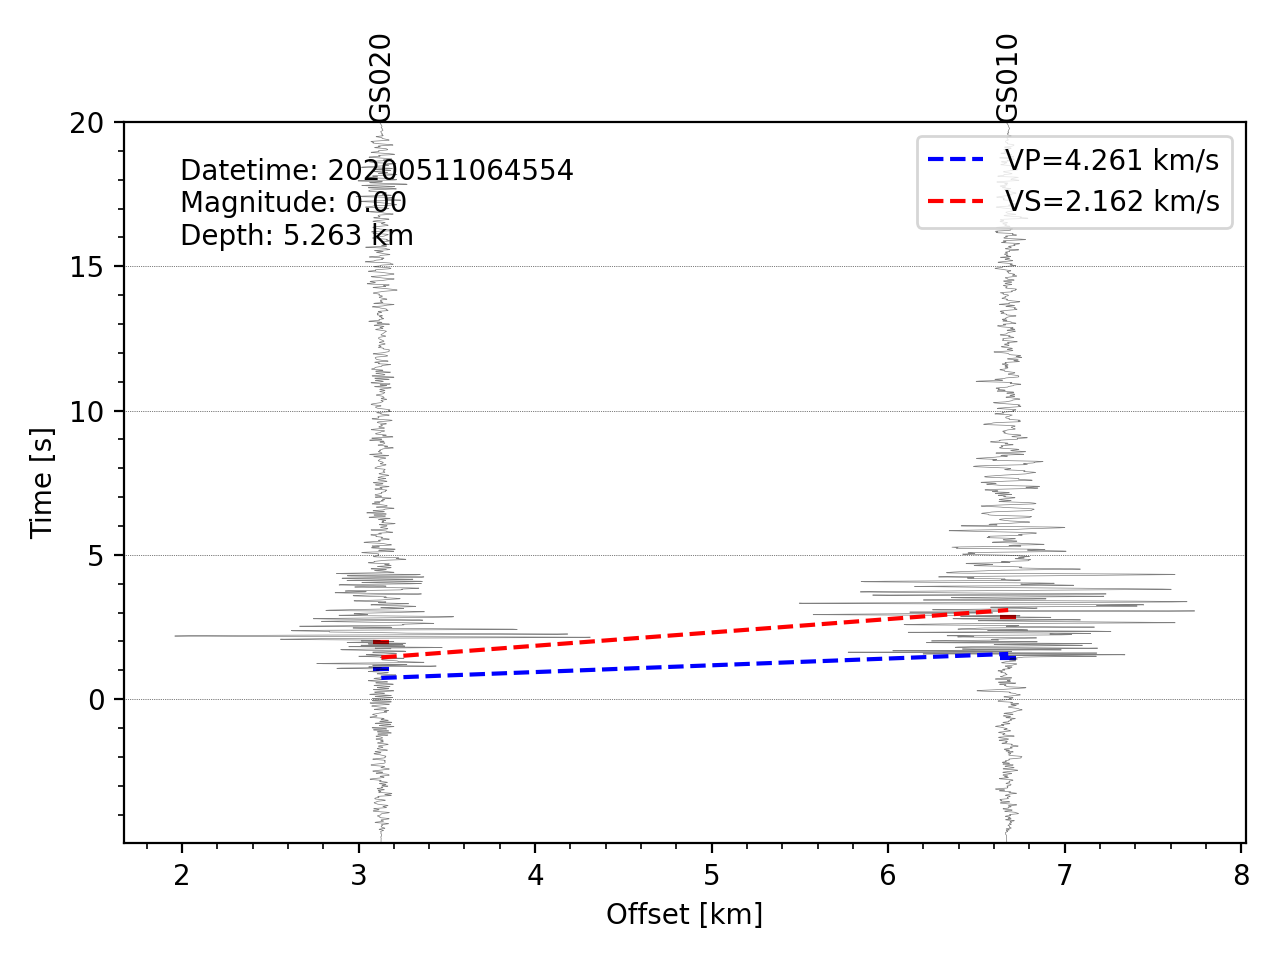 GS020
GS010
Datetime: 20200511064554
Magnitude: 0.00
Depth: 5.263 km
VP=4.261 km/s
VS=2.162 km/s
20
15
10
5
0
Time [s]
2 3 4 5 6 7 8
Offset [km]